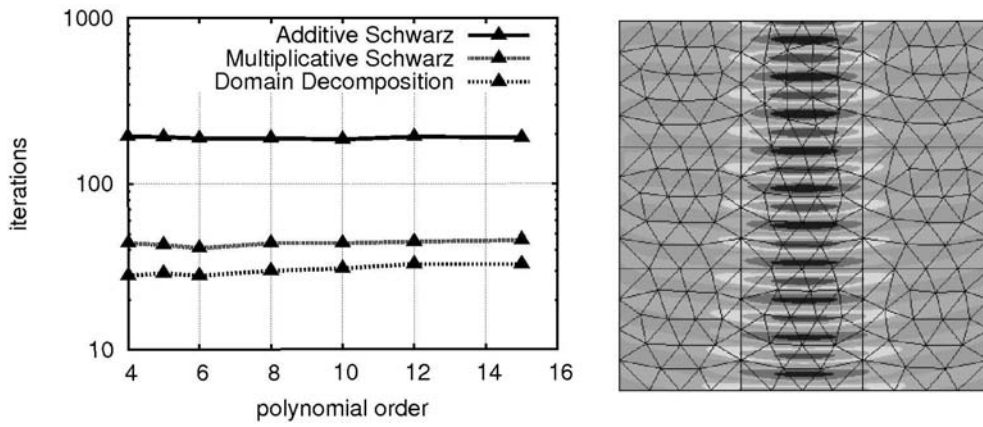 1000
100
10
iterations
Additive Schwarz
Multiplicative Schwarz
Domain Decomposition
4 6 8 10 12 14 16
polynomial order